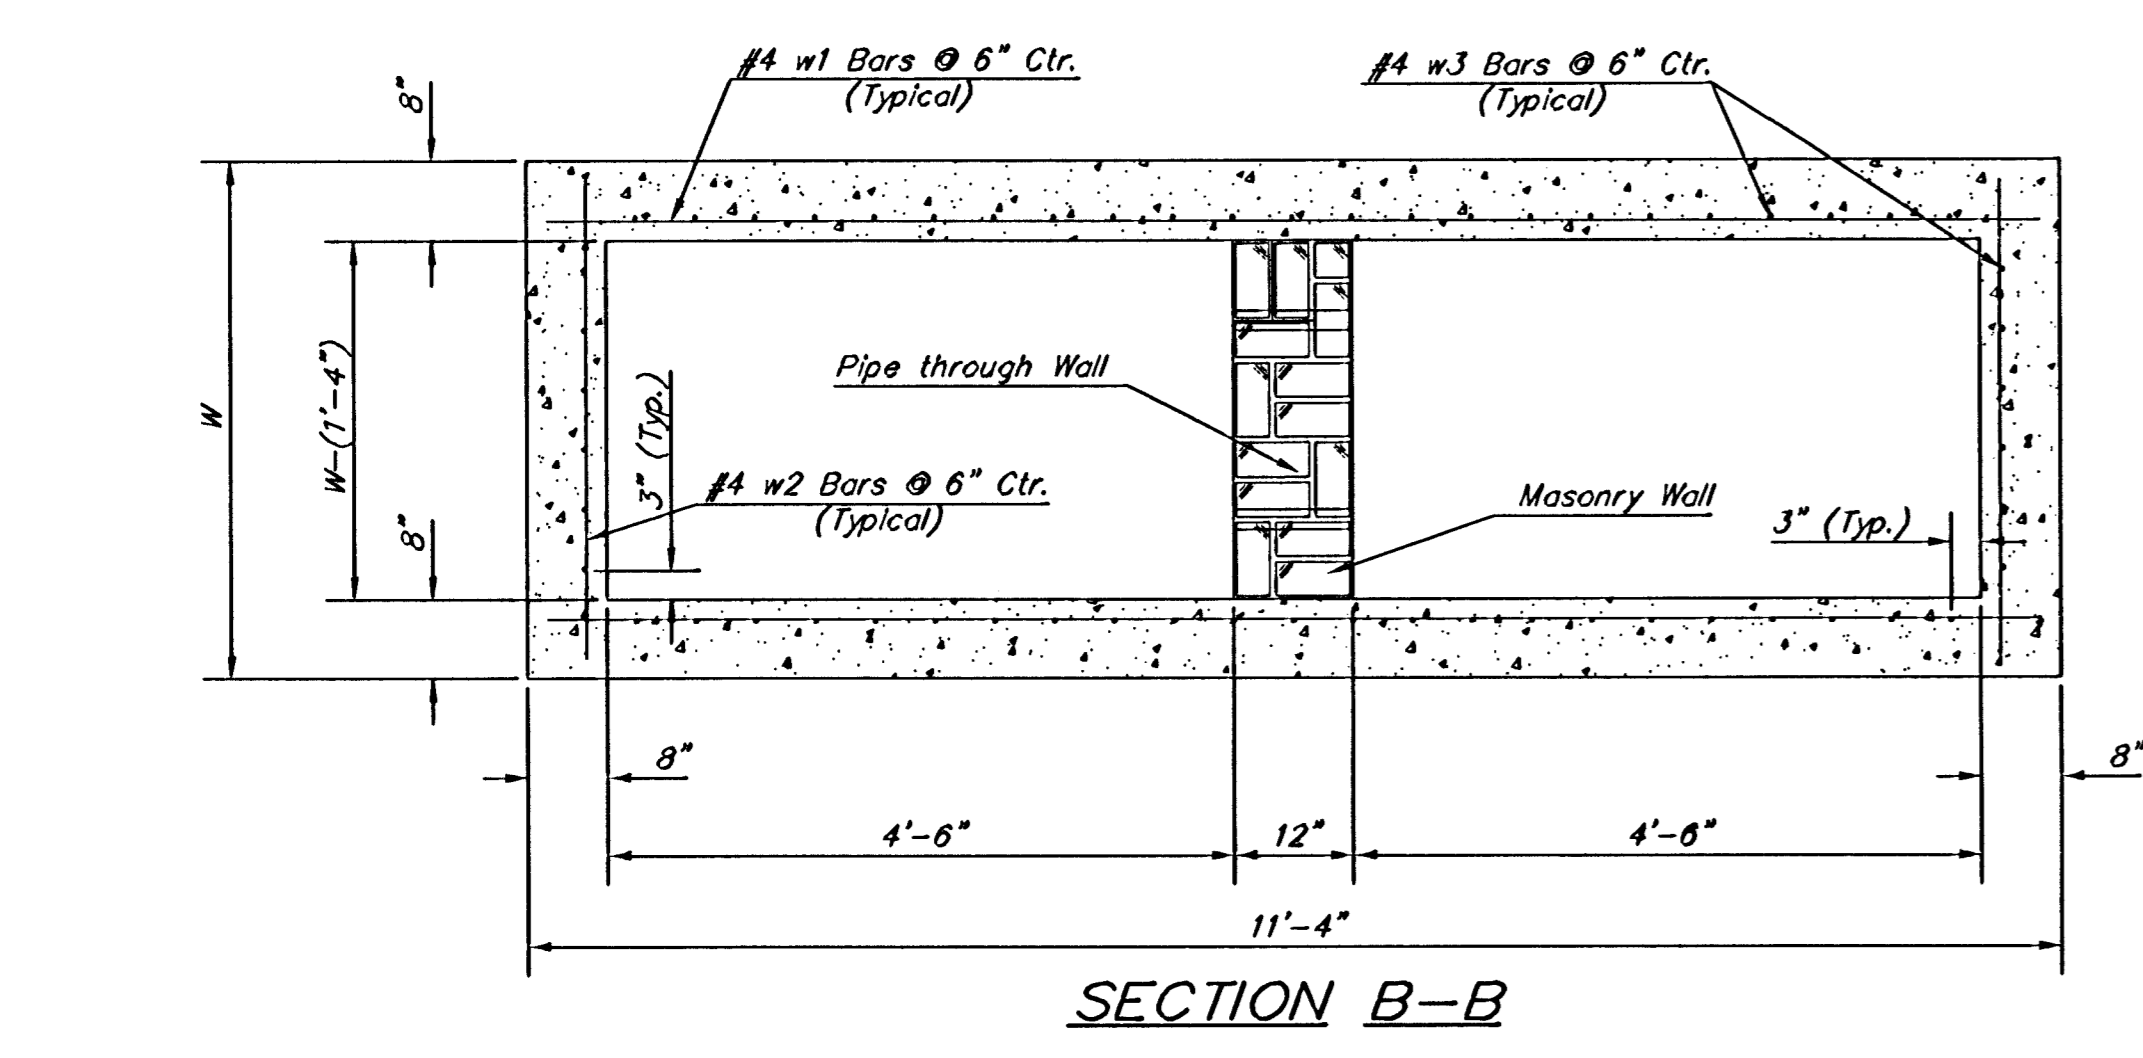 #4 w1 Bars @ 6" Ctr.
(Typical)
#4 w3 Bars @ 6" Ctr.
(Typical)
8"
W
W-(1'-4")
Pipe through Wall
3" (Typ.)
#4 w2 Bars @ 6" Ctr.
(Typical)
Masonry Wall
3" (Typ.)
8"
8"
8"
4'-6"
12"
4'-6"
11'-4"
SECTION B-B